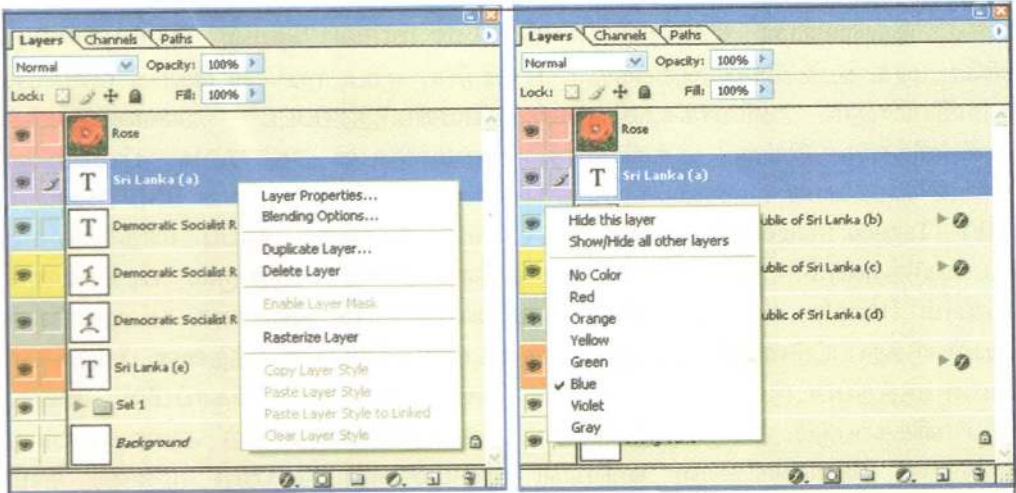 Layers Channels Paths
Normal Opacity: 100%
Lock: Fill: 100%
Rose
T Sri Lanka (a)
T Democratic Socialist R
T Democratic Socialist R
T Democratic Socialist R
T Sri Lanka (e)
Set 1
Background
Layer Properties...
Blending Options...
Duplicate Layer...
Delete Layer
Enable Layer Mask
Rasterize Layer
Copy Layer Style
Paste Layer Style
Paste Layer Style to Linked
Clear Layer Style
Layers Channels Paths
Normal Opacity: 100%
Lock: Fill: 100%
Rose
T Sri Lanka (a)
ublic of Sri Lanka (b)
ublic of Sri Lanka (c)
ublic of Sri Lanka (d)
Hide this layer
Show/Hide all other layers
No Color
Red
Orange
Yellow
Green
Blue
Violet
Gray